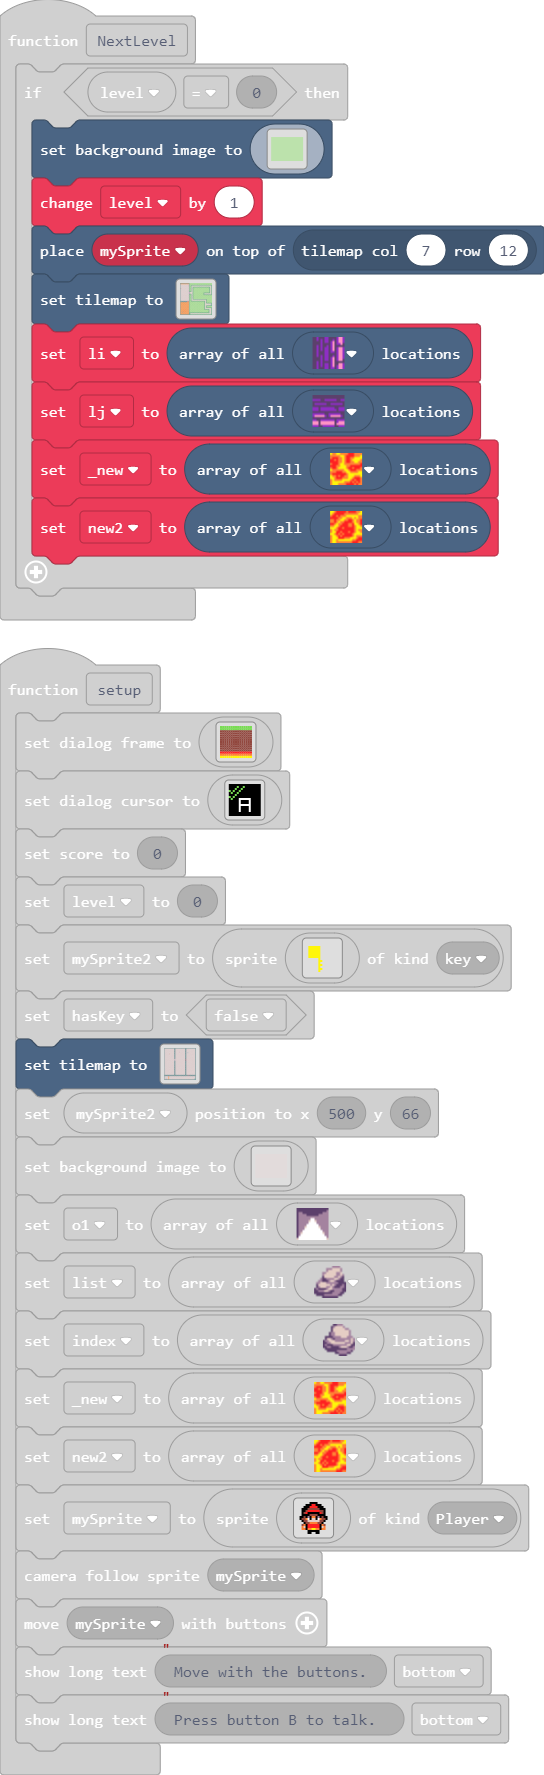 function NextLevel
if level = 0 then
set background image to
change level by 1
place mySprite on top of tilemap col 7 row 12
set tilemap to
set li to array of all locations
set lj to array of all locations
set _new to array of all locations
set new2 to array of all locations
function setup
set dialog frame to
set dialog cursor to A
set score to 0
set level to 0
set mySprite2 to sprite of kind key
set hasKey to false
set tilemap to
set mySprite2 position to x 500 y 66
set background image to
set o1 to array of all locations
set list to array of all locations
set index to array of all locations
set _new to array of all locations
set new2 to array of all locations
set mySprite to sprite of kind Player
camera follow sprite mySprite
move mySprite with buttons
show long text " Move with the buttons. bottom
show long text " Press button B to talk. bottom